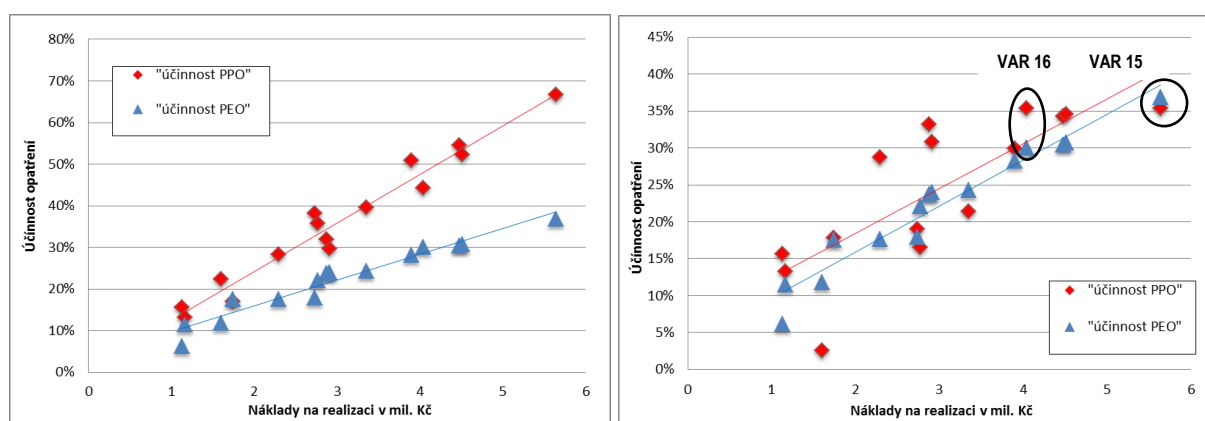 80%
70%
60%
50%
40%
30%
20%
10%
0%
Účinnost opatření
"účinnost PPO"
"účinnost PEO"
0 1 2 3 4 5 6
Náklady na realizaci v mil. Kč
45%
40%
35%
30%
25%
20%
15%
10%
5%
0%
Účinnost opatření
VAR 16 VAR 15
"účinnost PPO"
"účinnost PEO"
0 1 2 3 4 5 6
Náklady na realizaci v mil. Kč